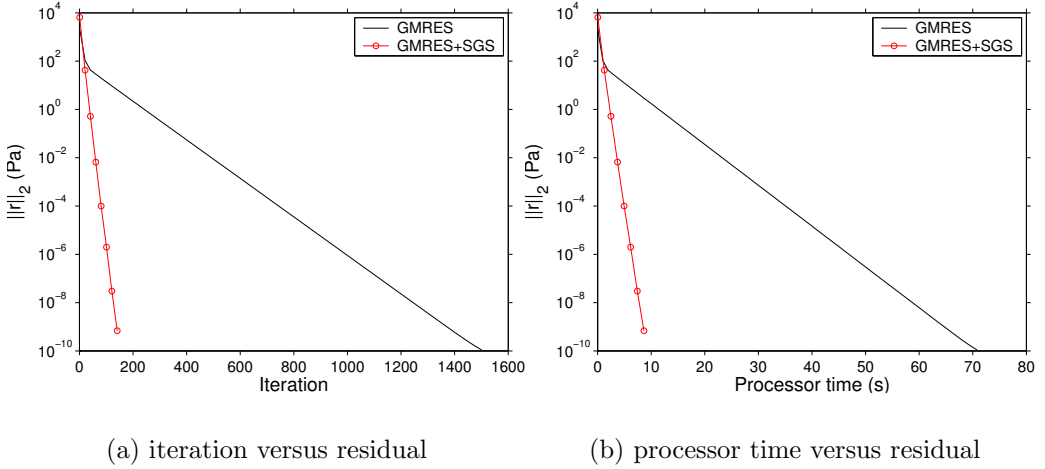 10^4
10^2
10^0
10^-2
10^-4
10^-6
10^-8
10^-10
||r||_2 (Pa)
0 200 400 600 800 1000 1200 1400 1600
Iteration
GMRES
GMRES+SGS
(a) iteration versus residual
10^4
10^2
10^0
10^-2
10^-4
10^-6
10^-8
10^-10
||r||_2 (Pa)
0 10 20 30 40 50 60 70 80
Processor time (s)
GMRES
GMRES+SGS
(b) processor time versus residual